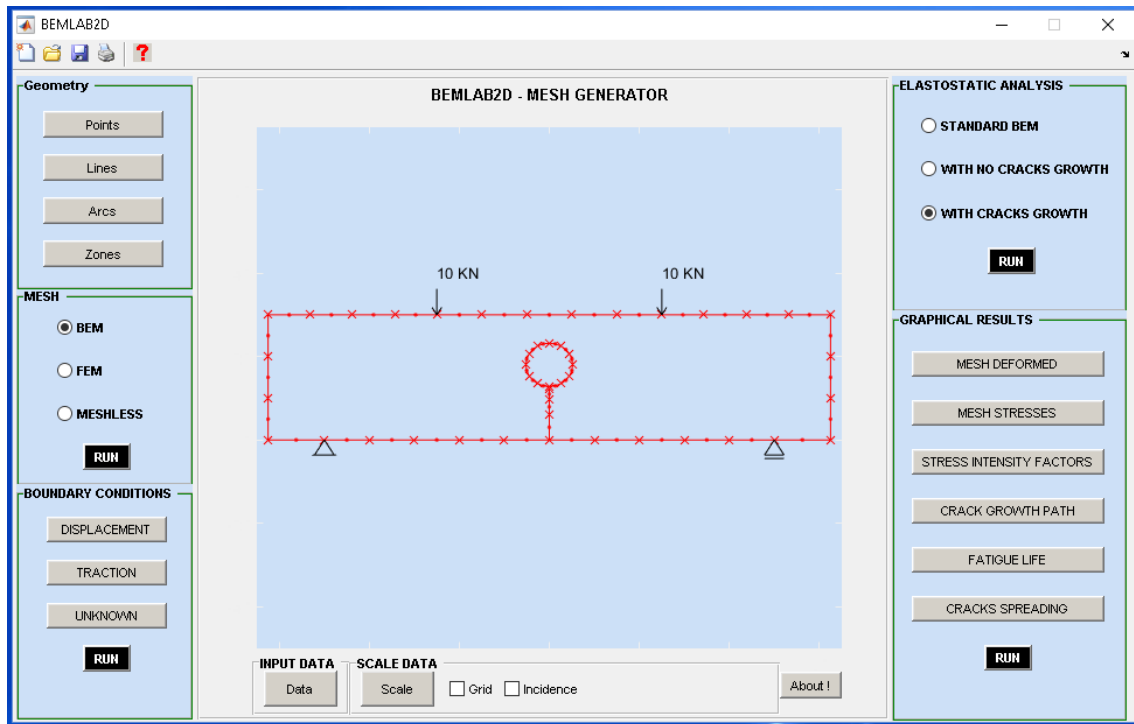 BEMLAB2D
?
Geometry
Points
Lines
Arcs
Zones
MESH
BEM
FEM
MESHLESS
RUN
BOUNDARY CONDITIONS
DISPLACEMENT
TRACTION
UNKNOWN
RUN
BEMLAB2D - MESH GENERATOR
10 KN 10 KN
INPUT DATA
Data
SCALE DATA
Scale Grid Incidence
About !
ELASTOSTATIC ANALYSIS
STANDARD BEM
WITH NO CRACKS GROWTH
WITH CRACKS GROWTH
RUN
GRAPHICAL RESULTS
MESH DEFORMED
MESH STRESSES
STRESS INTENSITY FACTORS
CRACK GROWTH PATH
FATIGUE LIFE
CRACKS SPREADING
RUN